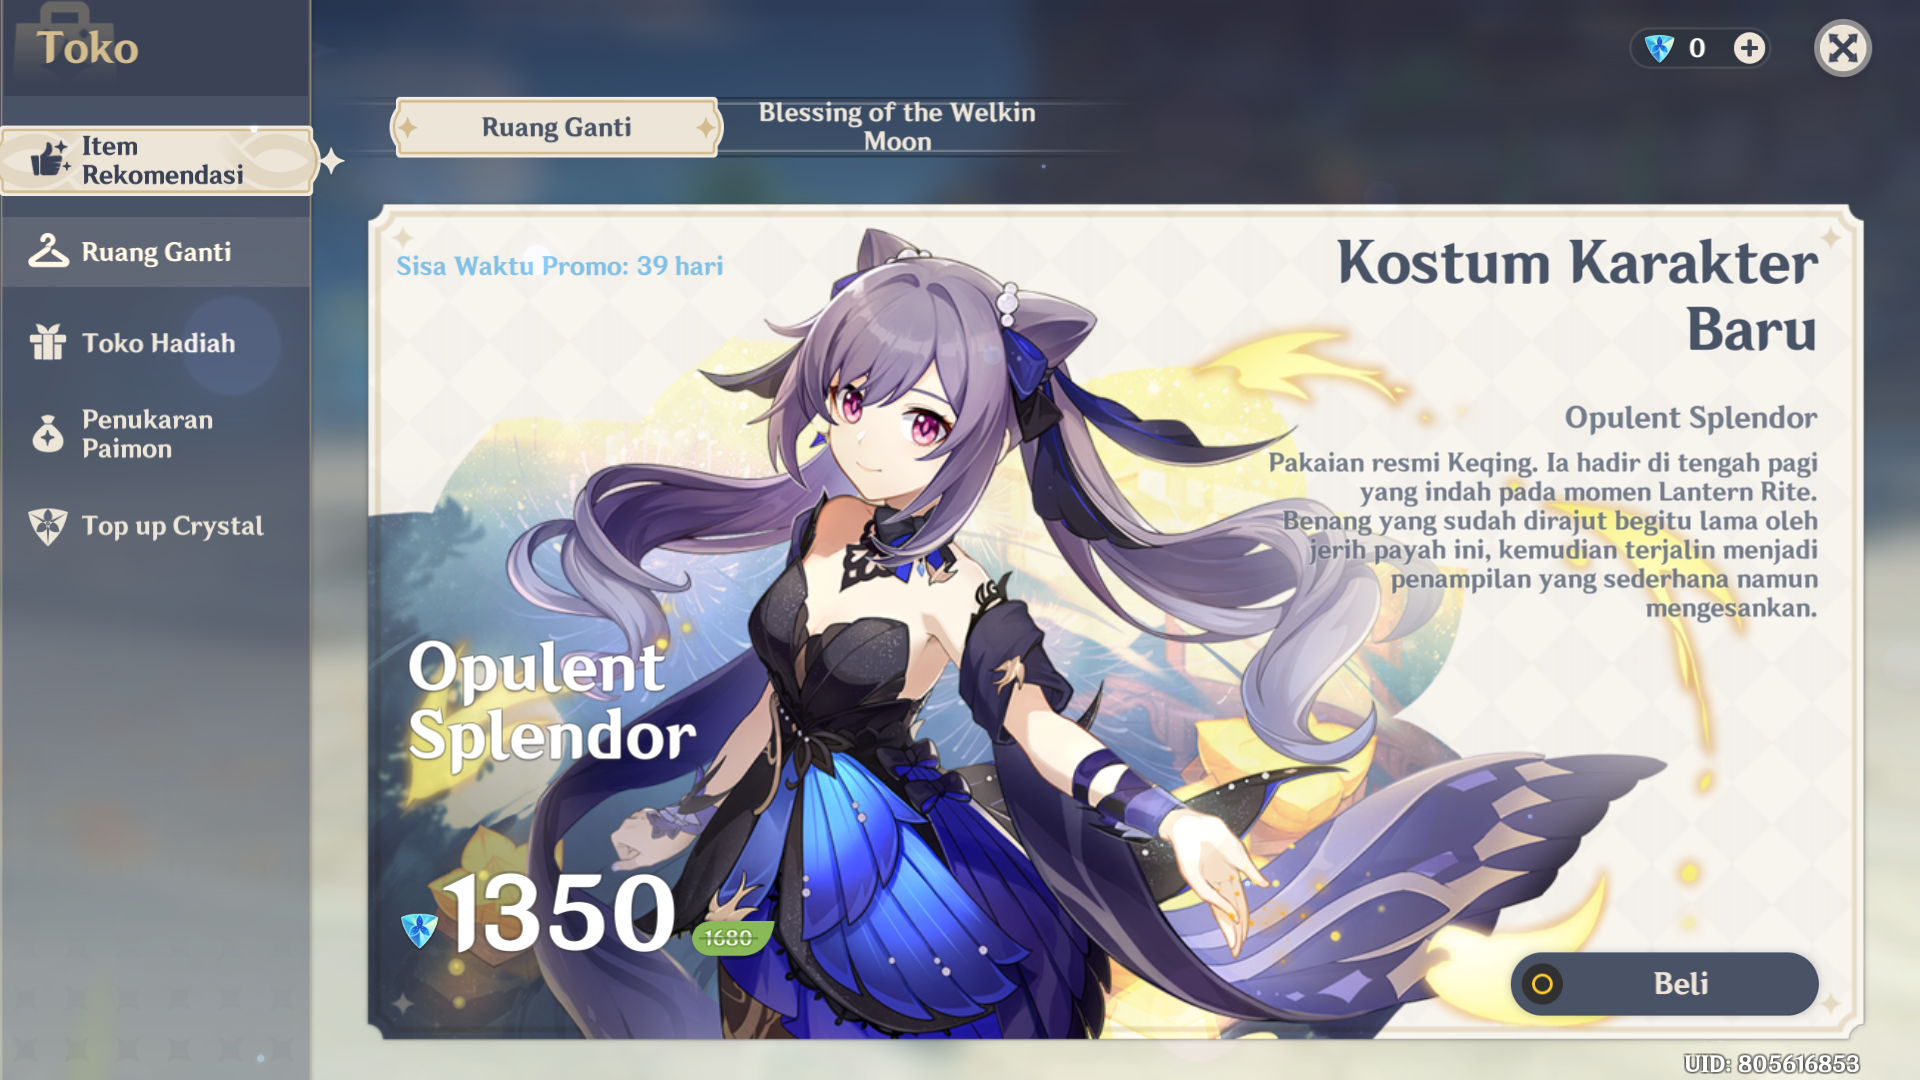 Toko
0
Item
Rekomendasi
Ruang Ganti
Toko Hadiah
Penukaran
Paimon
Top up Crystal
Ruang Ganti
Blessing of the Welkin
Moon
Sisa Waktu Promo: 39 hari
Kostum Karakter
Baru
Opulent Splendor
Pakaian resmi Keqing. Ia hadir di tengah pagi
yang indah pada momen Lantern Rite.
Benang yang sudah dirajut begitu lama oleh
jerih payah ini, kemudian terjalin menjadi
penampilan yang sederhana namun
mengesankan.
Opulent
Splendor
1350
1680
Beli
UID: 805616853